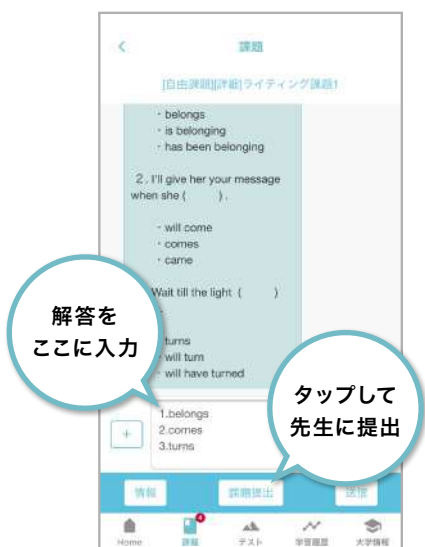 課題
[自由課題][詳細]ライティング課題1
・belongs
・is belonging
・has been belonging
2．I'll give her your message
when she (　　).
・will come
・comes
・came
Wait till the light (　　)
turns
will turn
・will have turned
解答を
ここに入力
タップして
先生に提出
+
1.belongs
2.comes
3.turns
情報
課題提出
送信
4
Home
課題
テスト
学習履歴
大学情報